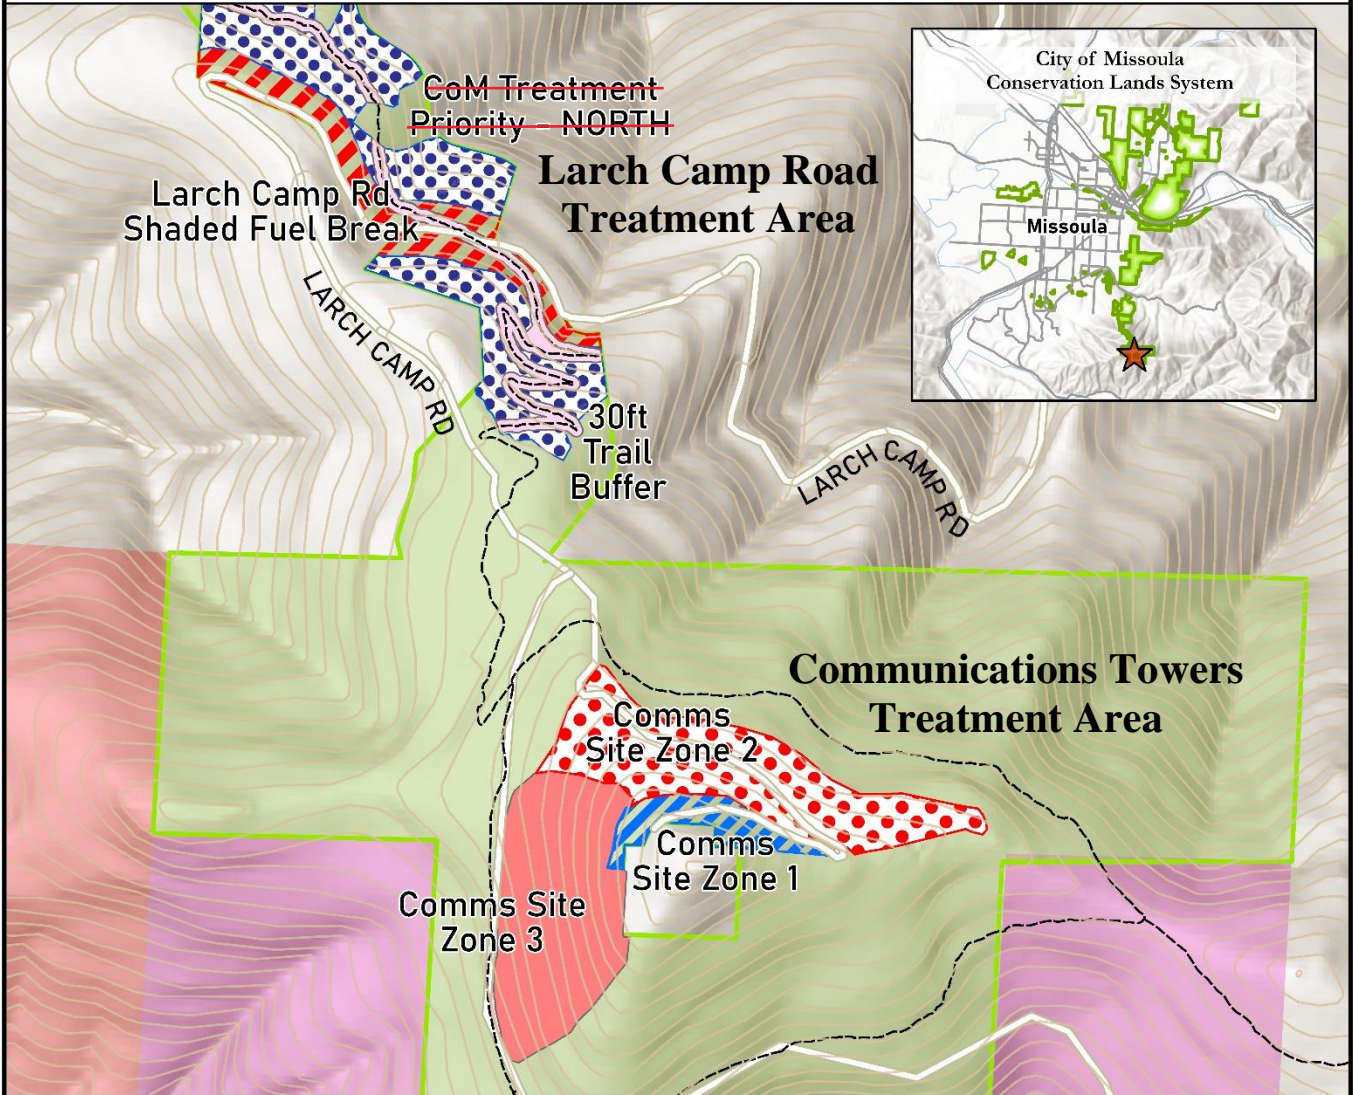 City of Missoula
Conservation Lands System
Missoula
CoM Treatment
Priority - NORTH
Larch Camp Road
Treatment Area
Larch Camp Rd
Shaded Fuel Break
LARCH CAMP RD
30ft
Trail
Buffer
LARCH CAMP RD
Communications Towers
Treatment Area
Comms
Site Zone 2
Comms
Site Zone 1
Comms Site
Zone 3